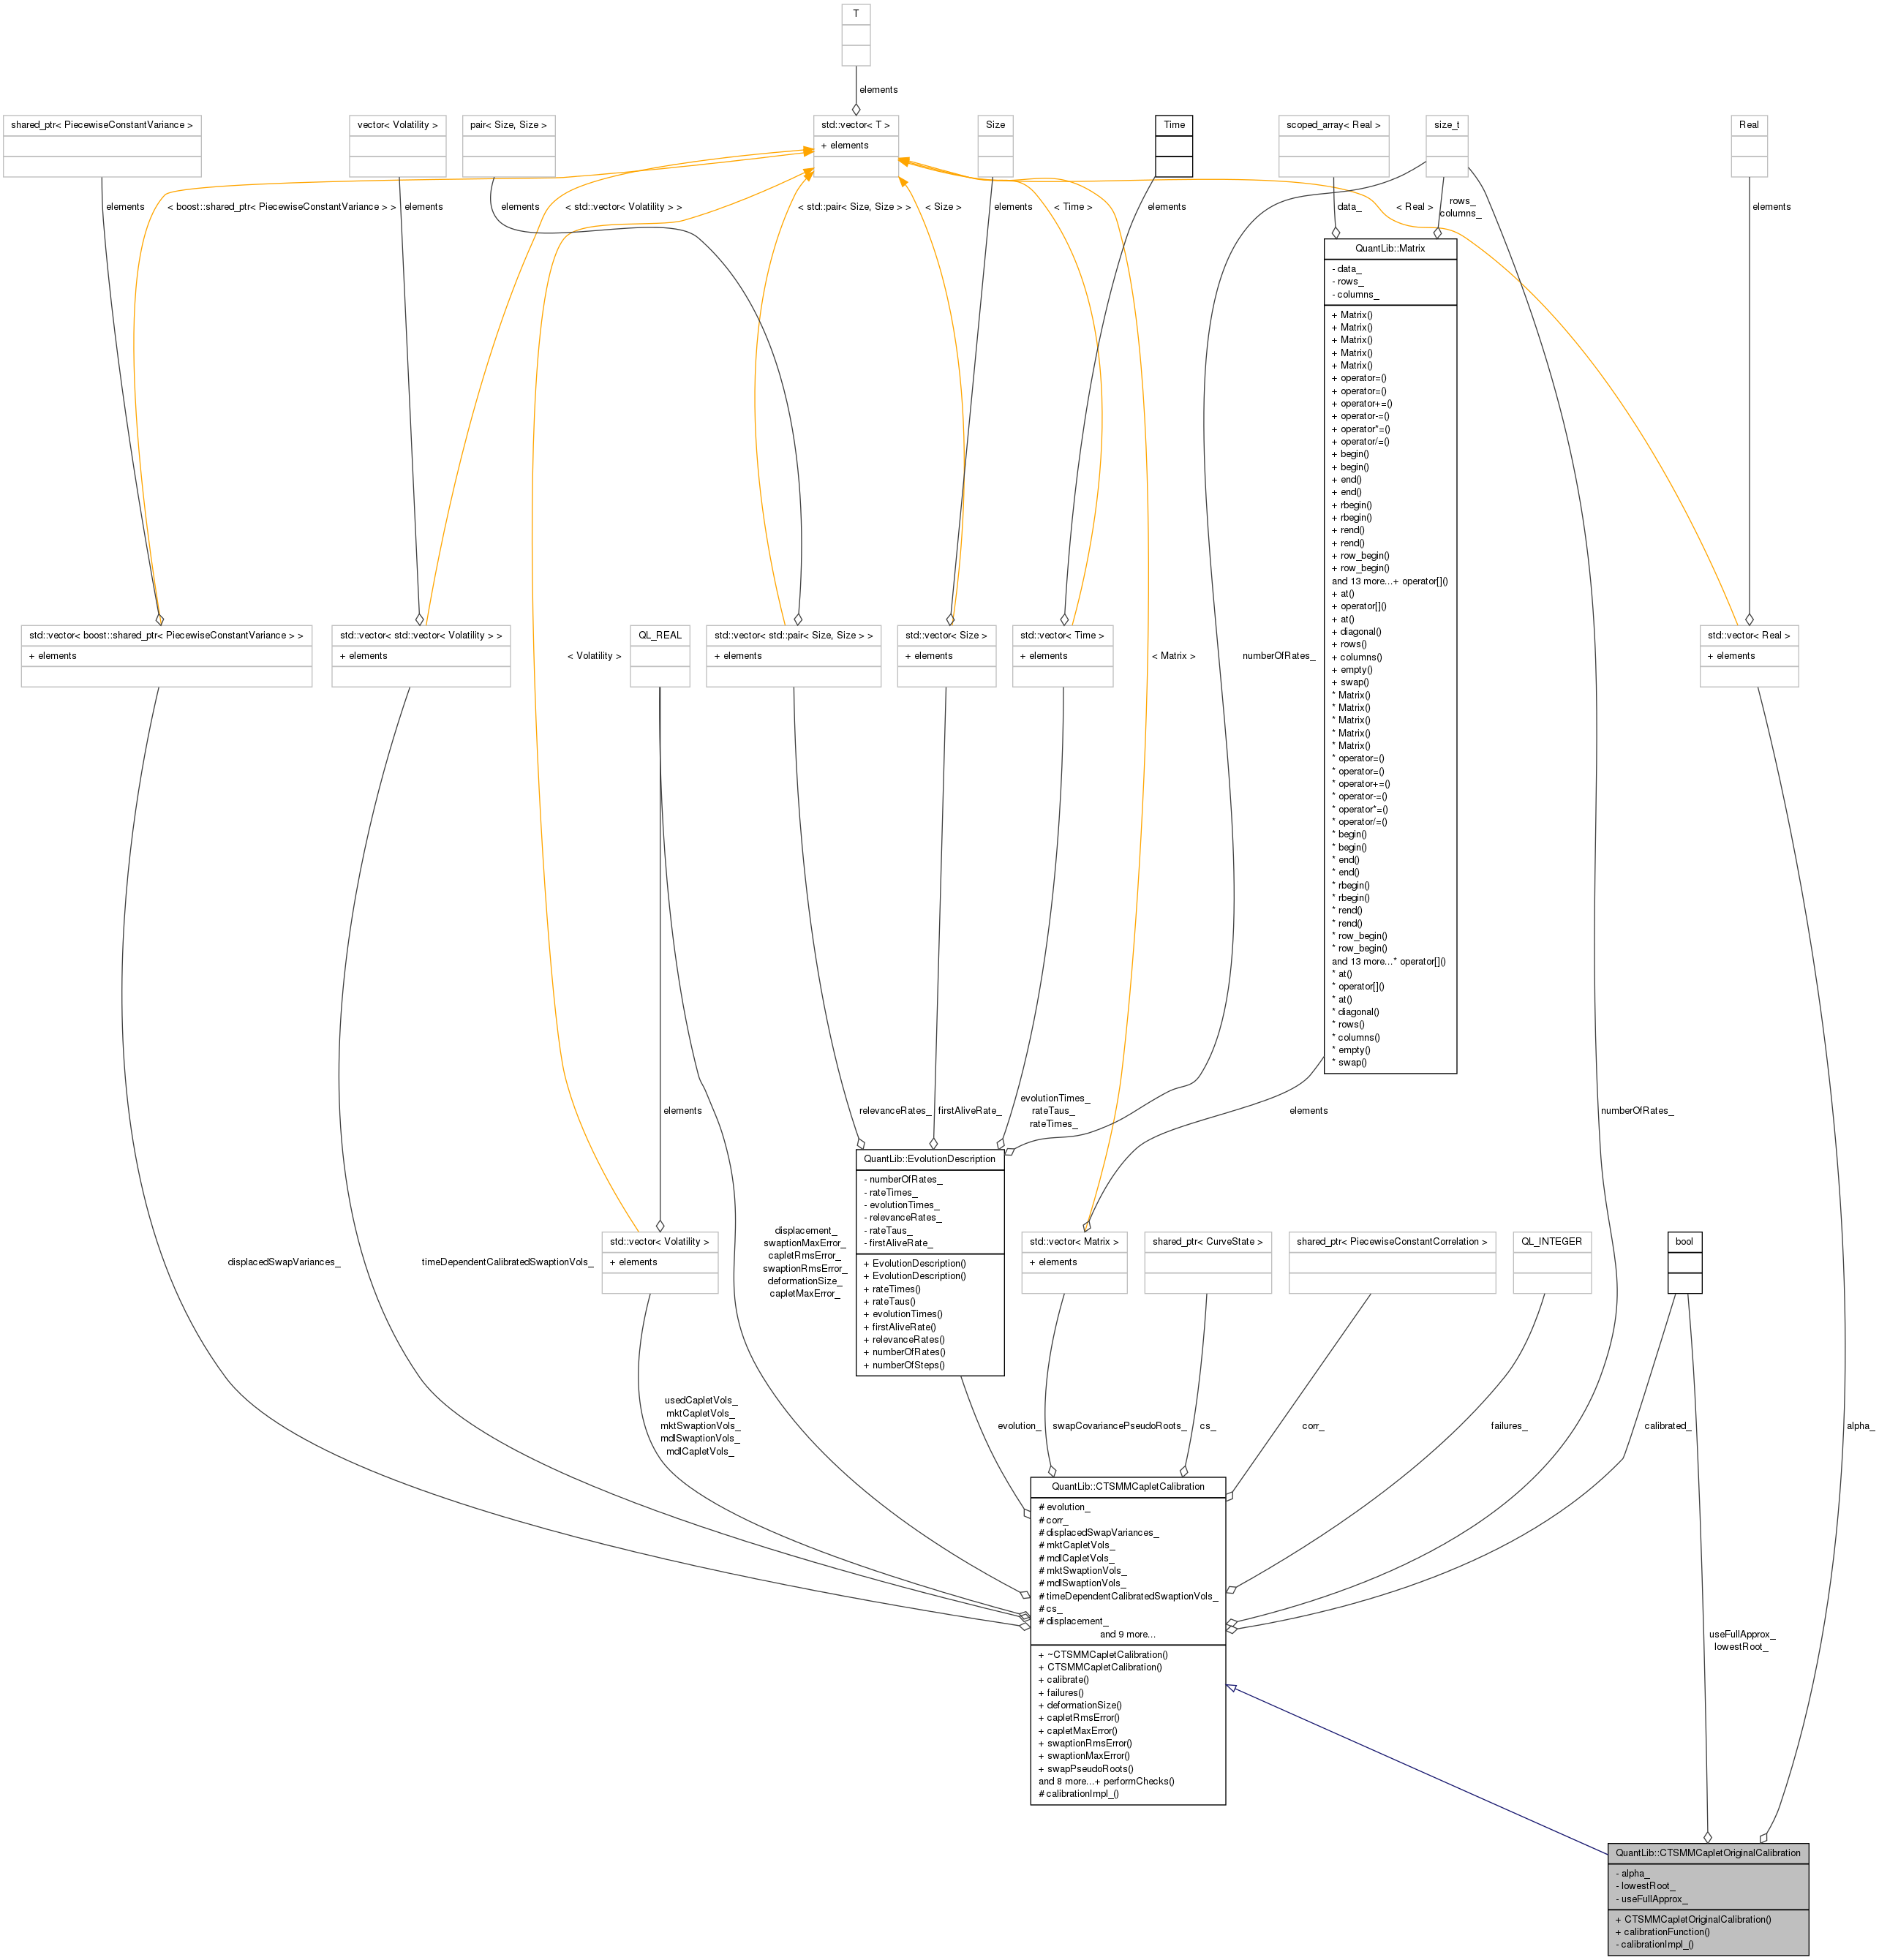 T
elements
shared_ptr< PiecewiseConstantVariance >
vector< Volatility >
pair< Size, Size >
std::vector< T >
+ elements
Size
Time
scoped_array< Real >
size_t
Real
elements
< boost::shared_ptr< PiecewiseConstantVariance > >
elements
elements
< std::vector< Volatility > >
< std::pair< Size, Size > >
< Size >
elements
< Time >
elements
data_
< Real >
rows_
columns_
elements
QuantLib::Matrix
- data_
- rows_
- columns_
+ Matrix()
+ Matrix()
+ Matrix()
+ Matrix()
+ Matrix()
+ operator=()
+ operator=()
+ operator+=()
+ operator-=()
+ operator*=()
+ operator/=()
+ begin()
+ begin()
+ end()
+ end()
+ rbegin()
+ rbegin()
+ rend()
+ rend()
+ row_begin()
+ row_begin()
and 13 more...+ operator[]()
+ at()
+ operator[]()
+ at()
+ diagonal()
+ rows()
+ columns()
+ empty()
+ swap()
* Matrix()
* Matrix()
* Matrix()
* Matrix()
* Matrix()
* operator=()
* operator=()
* operator+=()
* operator-=()
* operator*=()
* operator/=()
* begin()
* begin()
* end()
* end()
* rbegin()
* rbegin()
* rend()
* rend()
* row_begin()
* row_begin()
and 13 more...* operator[]()
* at()
* operator[]()
* at()
* diagonal()
* rows()
* columns()
* empty()
* swap()
std::vector< boost::shared_ptr< PiecewiseConstantVariance > >
+ elements
std::vector< std::vector< Volatility > >
+ elements
< Volatility >
QL_REAL
std::vector< std::pair< Size, Size > >
+ elements
std::vector< Size >
+ elements
std::vector< Time >
+ elements
< Matrix >
numberOfRates_
std::vector< Real >
+ elements
elements
relevanceRates_
firstAliveRate_
evolutionTimes_
rateTaus_
rateTimes_
elements
numberOfRates_
displacedSwapVariances_
timeDependentCalibratedSwaptionVols_
std::vector< Volatility >
+ elements
displacement_
swaptionMaxError_
capletRmsError_
swaptionRmsError_
deformationSize_
capletMaxError_
QuantLib::EvolutionDescription
- numberOfRates_
- rateTimes_
- evolutionTimes_
- relevanceRates_
- rateTaus_
- firstAliveRate_
+ EvolutionDescription()
+ EvolutionDescription()
+ rateTimes()
+ rateTaus()
+ evolutionTimes()
+ firstAliveRate()
+ relevanceRates()
+ numberOfRates()
+ numberOfSteps()
std::vector< Matrix >
+ elements
shared_ptr< CurveState >
shared_ptr< PiecewiseConstantCorrelation >
QL_INTEGER
bool
usedCapletVols_
mktCapletVols_
mktSwaptionVols_
mdlSwaptionVols_
mdlCapletVols_
evolution_
swapCovariancePseudoRoots_
cs_
corr_
failures_
calibrated_
alpha_
QuantLib::CTSMMCapletCalibration
# evolution_
# corr_
# displacedSwapVariances_
# mktCapletVols_
# mdlCapletVols_
# mktSwaptionVols_
# mdlSwaptionVols_
# timeDependentCalibratedSwaptionVols_
# cs_
# displacement_
and 9 more...
+ ~CTSMMCapletCalibration()
+ CTSMMCapletCalibration()
+ calibrate()
+ failures()
+ deformationSize()
+ capletRmsError()
+ capletMaxError()
+ swaptionRmsError()
+ swaptionMaxError()
+ swapPseudoRoots()
and 8 more...+ performChecks()
# calibrationImpl_()
useFullApprox_
lowestRoot_
QuantLib::CTSMMCapletOriginalCalibration
- alpha_
- lowestRoot_
- useFullApprox_
+ CTSMMCapletOriginalCalibration()
+ calibrationFunction()
- calibrationImpl_()